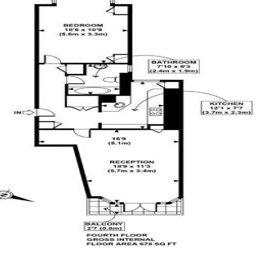 BEDROOM
18'6 x 10'9
(5.6m x 3.3m)
BATHROOM
7'10 x 6'3
(2.4m x 1.9m)
KITCHEN
12'1 x 7'7
(3.7m x 2.3m)
IN
16'9
(5.1m)
RECEPTION
18'9 x 11'3
(5.7m x 3.4m)
BALCONY
2'7 (0.8m)
FOURTH FLOOR
GROSS INTERNAL
FLOOR AREA 676 SQ FT